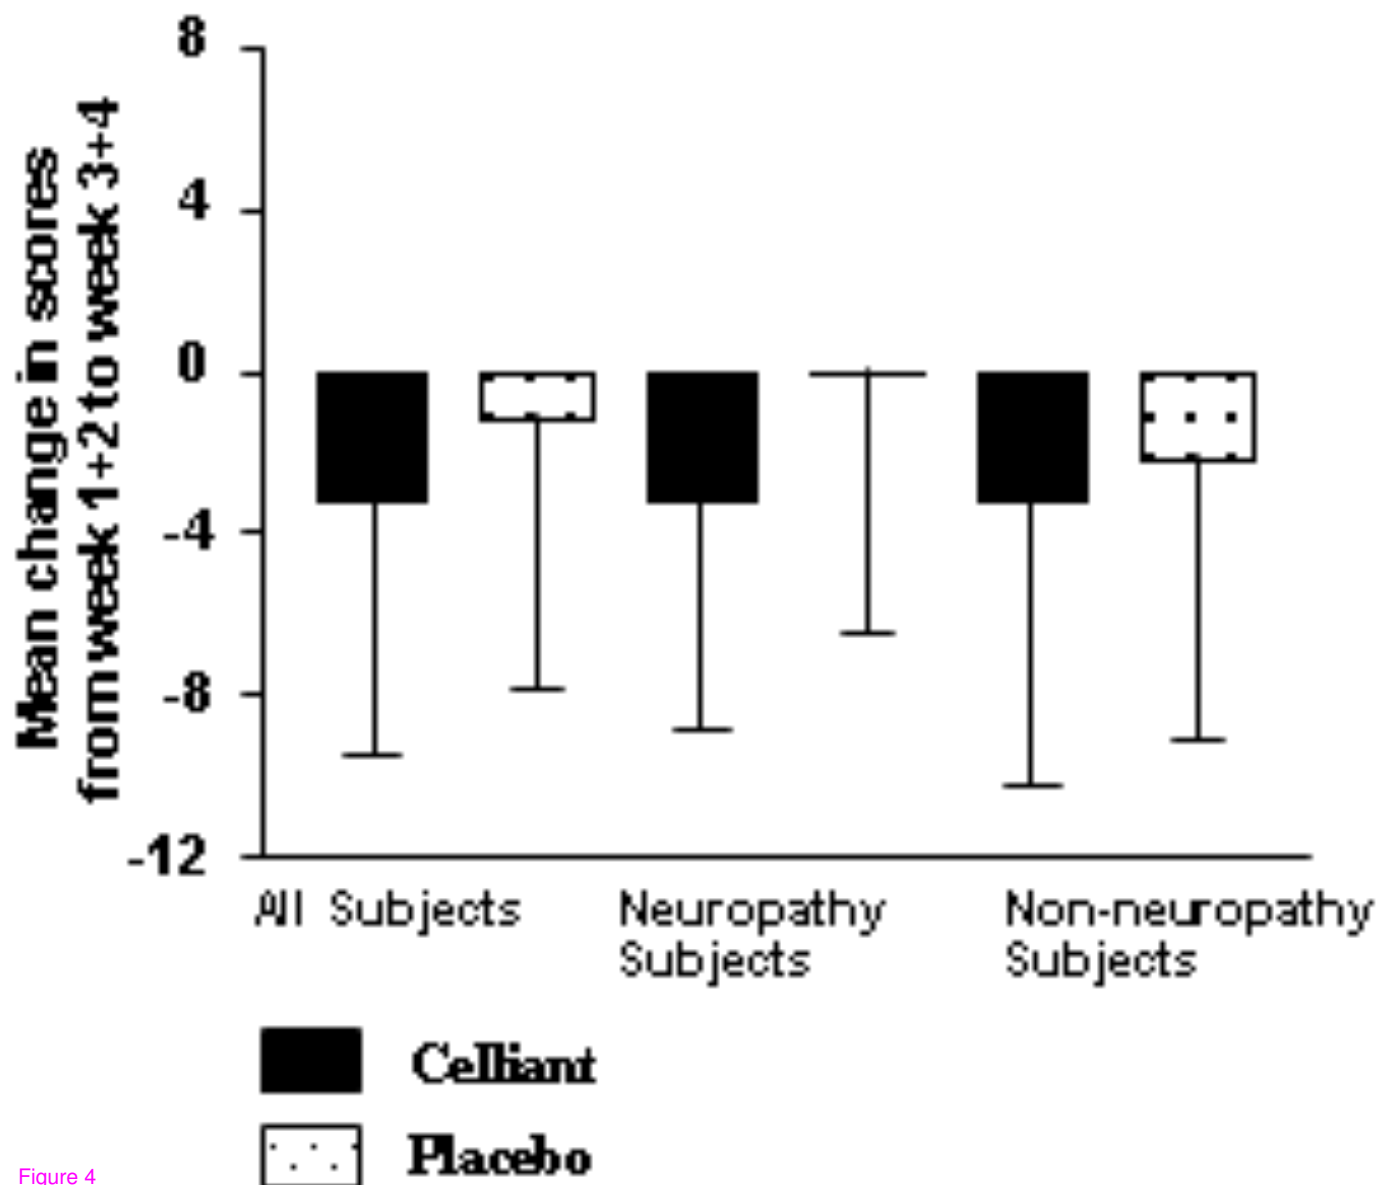 Mean change in scores
from week 1+2 to week 3+4
8
4
0
-4
-8
-12
All Subjects
Neuropathy
Subjects
Non-neuropathy
Subjects
Celliant
Placebo
Figure 4